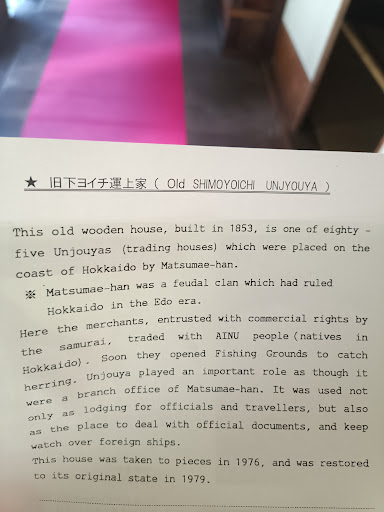 ★ 旧下ヨイチ運上家 ( Old SHIMOYOICHI UNJYOUYA )
This old wooden house, built in 1853, is one of eighty -
five Unjouyas (trading houses) which were placed on the
coast of Hokkaido by Matsumae-han.
※ Matsumae-han was a feudal clan which had ruled
Hokkaido in the Edo era.
Here the merchants, entrusted with commercial rights by
the samurai, traded with AINU people (natives in
Hokkaido). Soon they opened Fishing Grounds to catch
herring. Unjouya played an important role as though it
were a branch office of Matsumae-han. It was used not
only as lodging for officials and travellers, but also
as the place to deal with official documents, and keep
watch over foreign ships.
This house was taken to pieces in 1976, and was restored
to its original state in 1979.